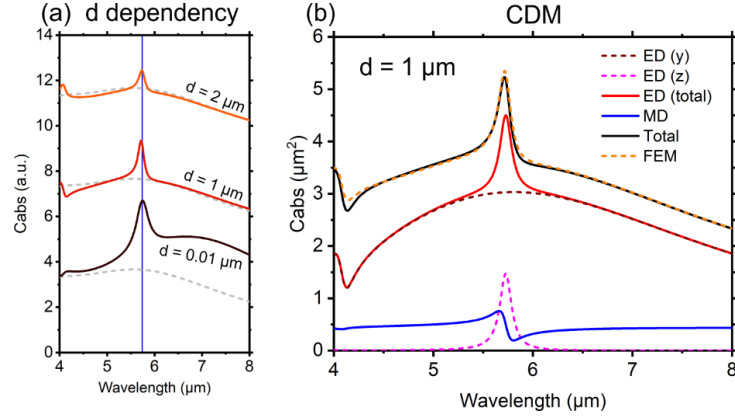 (a) d dependency
14
12
10
8
6
4
2
0
d = 2 µm
d = 1 µm
d = 0.01 µm
Cabs (a.u.)
4 5 6 7 8
Wavelength (µm)
(b) CDM
6
5
4
3
2
1
0
d = 1 µm
ED (y)
ED (z)
ED (total)
MD
Total
FEM
Cabs (µm²)
4 5 6 7 8
Wavelength (µm)